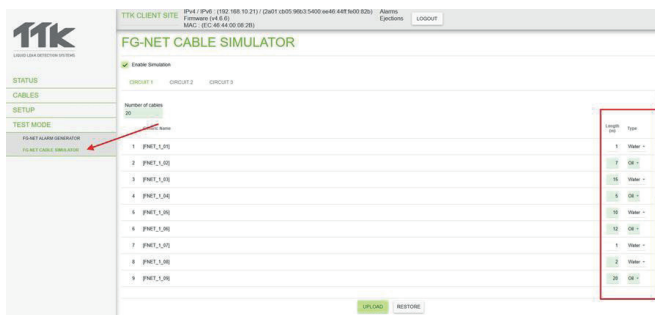 TTK CLIENT SITE
IPv4 / IPv6 : (192.168.10.21) / (2a01:cb05:96b3:5400:ee46:44ff:fe00:82b)
Firmware (v4.6.6)
MAC : (EC:46:44:00:08:2B)
Alarms
Ejections
LOGOUT
TTK
LIQUID LEAK DETECTION SYSTEMS
FG-NET CABLE SIMULATOR
Enable Simulation
STATUS
CABLES
SETUP
TEST MODE
FG-NET ALARM GENERATOR
FG-NET CABLE SIMULATOR
CIRCUIT 1 CIRCUIT 2 CIRCUIT 3
Number of cables
20
Name
Length (m) Type
1 [FNET_1_01] 1 Water
2 [FNET_1_02] 7 Oil
3 [FNET_1_03] 15 Water
4 [FNET_1_04] 5 Oil
5 [FNET_1_05] 15 Water
6 [FNET_1_06] 12 Oil
7 [FNET_1_07] 1 Water
8 [FNET_1_08] 2 Water
9 [FNET_1_09] 20 Oil
UPLOAD RESTORE